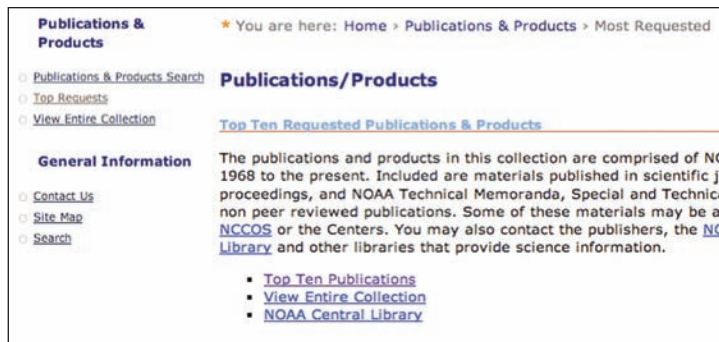 Publications &
Products
Publications & Products Search
Top Requests
View Entire Collection
General Information
Contact Us
Site Map
Search
* You are here: Home › Publications & Products › Most Requested
Publications/Products
Top Ten Requested Publications & Products
The publications and products in this collection are comprised of
1968 to the present. Included are materials published in scientific
proceedings, and NOAA Technical Memoranda, Special and
non peer reviewed publications. Some of these materials may be
NCCOS or the Centers. You may also contact the publishers, the
Library and other libraries that provide science information.
▪ Top Ten Publications
▪ View Entire Collection
▪ NOAA Central Library